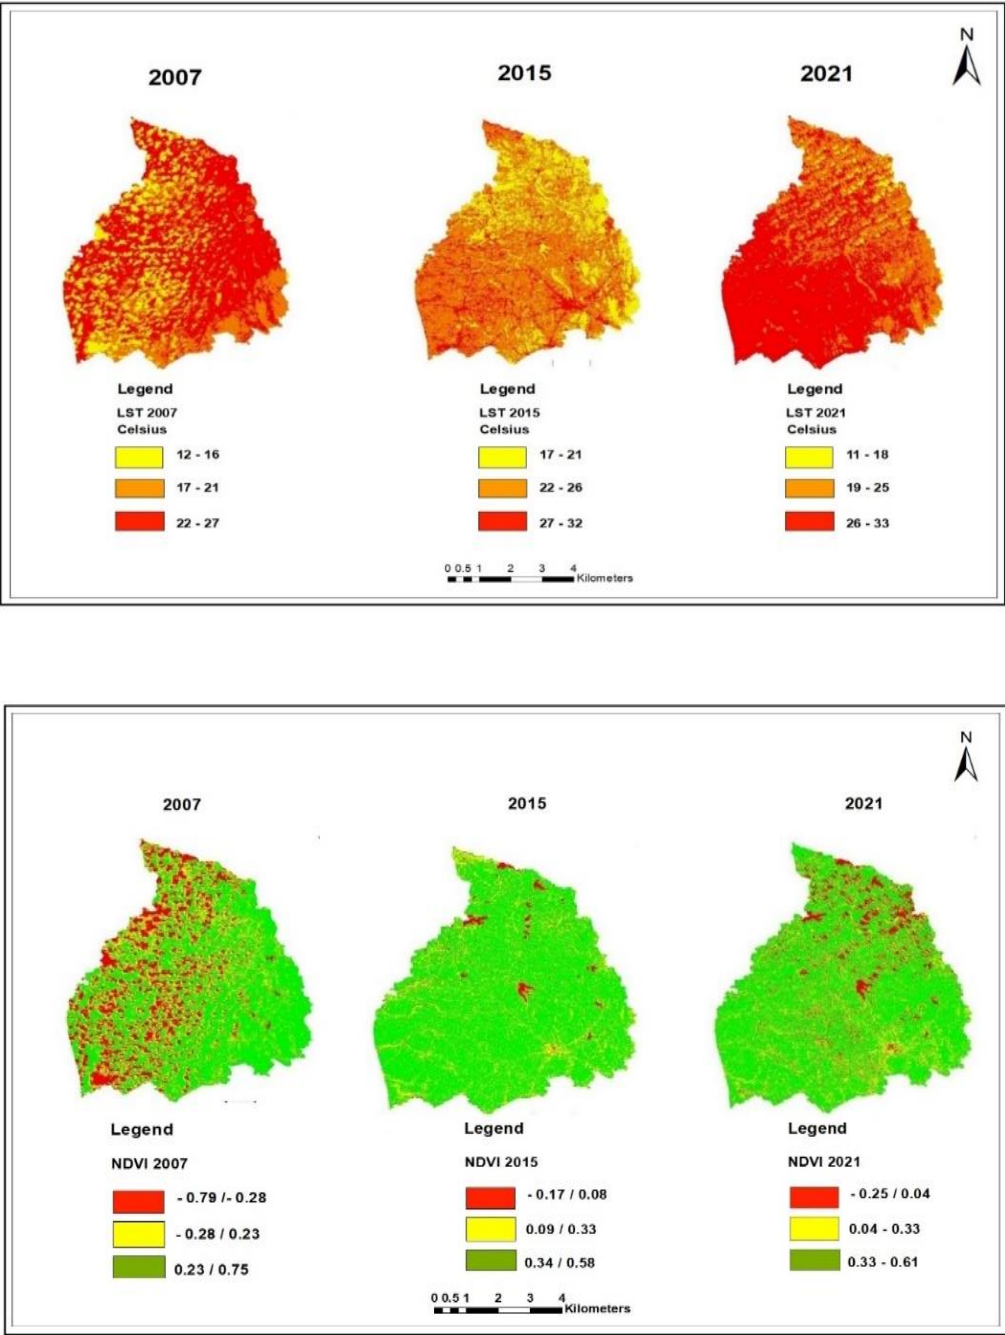 N
2007
2015
2021
Legend
LST 2007
Celsius
12 - 16
17 - 21
22 - 27
Legend
LST 2015
Celsius
17 - 21
22 - 26
27 - 32
Legend
LST 2021
Celsius
11 - 18
19 - 25
26 - 33
0 0.5 1 2 3 4
Kilometers
N
2007
2015
2021
Legend
NDVI 2007
- 0.79 /- 0.28
- 0.28 / 0.23
0.23 / 0.75
Legend
NDVI 2015
- 0.17 / 0.08
0.09 / 0.33
0.34 / 0.58
Legend
NDVI 2021
- 0.25 / 0.04
0.04 - 0.33
0.33 - 0.61
0 0.5 1 2 3 4
Kilometers